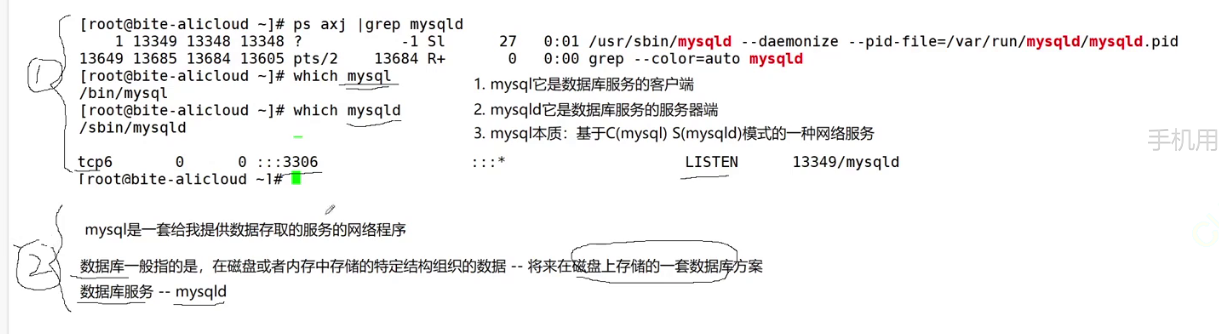 [root@bite-alicloud ~]# ps axj |grep mysqld
1 13349 13348 13348 ? -1 Sl 27 0:01 /usr/sbin/mysqld --daemonize --pid-file=/var/run/mysqld/mysqld.pid
13649 13685 13684 13605 pts/2 13684 R+ 0 0:00 grep --color=auto mysqld
[root@bite-alicloud ~]# which mysql
/bin/mysql
[root@bite-alicloud ~]# which mysqld
/sbin/mysqld
1. mysql它是数据库服务的客户端
2. mysqld它是数据库服务的服务器端
3. mysql本质：基于C(mysql) S(mysqld)模式的一种网络服务
tcp6 0 0 :::3306 :::* LISTEN 13349/mysqld
[root@bite-alicloud ~]#
1
手机用
2
mysql是一套给我提供数据存取的服务的网络程序
数据库一般指的是，在磁盘或者内存中存储的特定结构组织的数据 -- 将来在磁盘上存储的一套数据库方案
数据库服务 -- mysqld